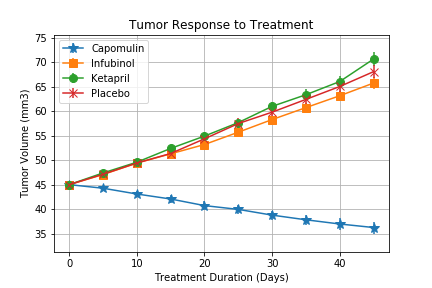 Tumor Response to Treatment
75
70
65
60
55
50
45
40
35
Tumor Volume (mm3)
Capomulin
Infubinol
Ketapril
Placebo
0 10 20 30 40
Treatment Duration (Days)